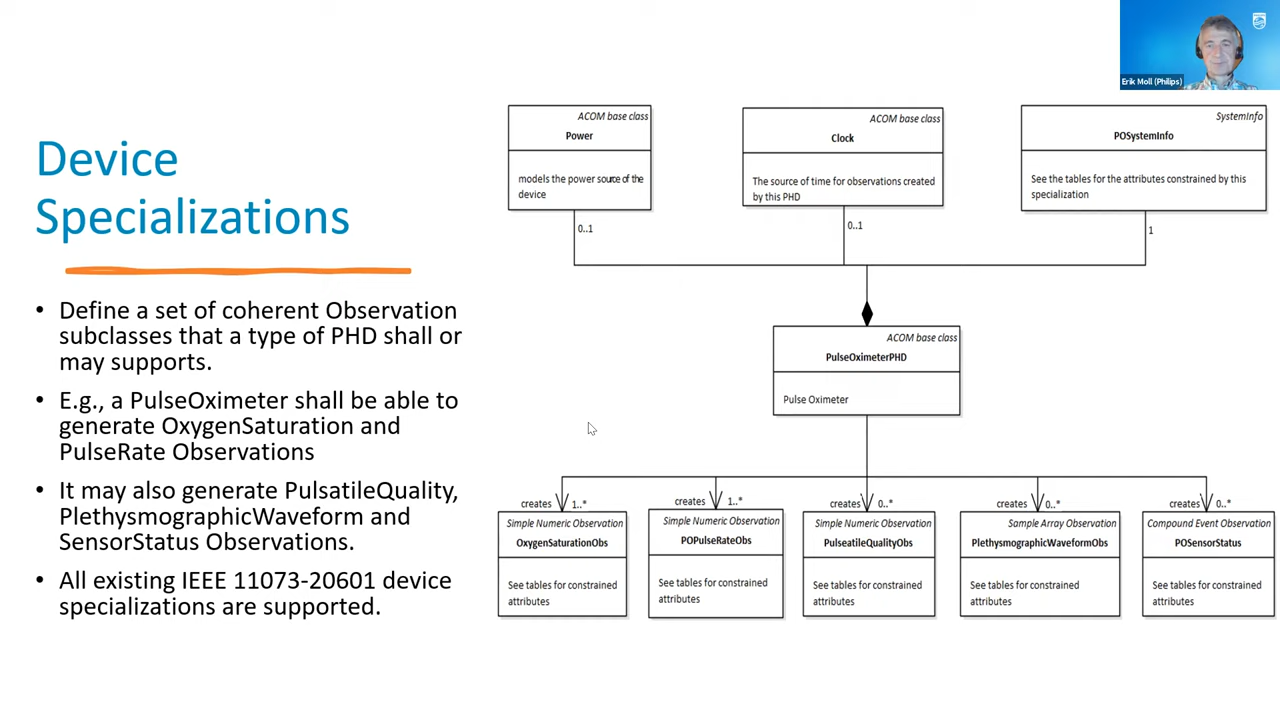 Erik Moll (Philips)
Device
Specializations
• Define a set of coherent Observation
subclasses that a type of PHD shall or
may supports.
• E.g., a PulseOximeter shall be able to
generate OxygenSaturation and
PulseRate Observations
• It may also generate PulsatileQuality,
PlethysmographicWaveform and
SensorStatus Observations.
• All existing IEEE 11073-20601 device
specializations are supported.
ACOM base class
Power
models the power source of the
device
0..1
ACOM base class
Clock
The source of time for observations created
by this PHD
0..1
SystemInfo
POSystemInfo
See the tables for the attributes constrained by this
specialization
1
ACOM base class
PulseOximeterPHD
Pulse Oximeter
creates 1..*
Simple Numeric Observation
OxygenSaturationObs
See tables for constrained
attributes
creates 1..*
Simple Numeric Observation
POPulseRateObs
See tables for constrained
attributes
creates 0..*
Simple Numeric Observation
PulseatileQualityObs
See tables for constrained
attributes
creates 0..*
Sample Array Observation
PlethysmographicWaveformObs
See tables for constrained
attributes
creates 0..*
Compound Event Observation
POSensorStatus
See tables for constrained
attributes